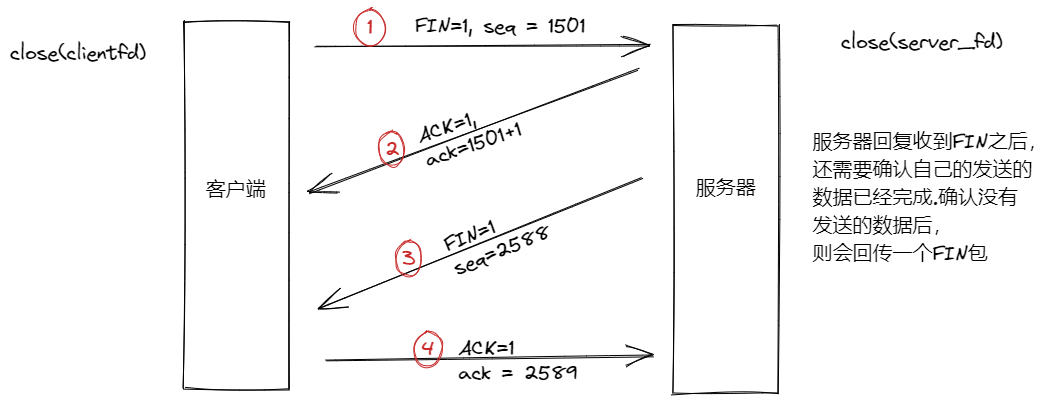 close(clientfd)
客户端
1
FIN=1, seq = 1501
2
ACK=1,
ack=1501+1
3
FIN=1
seq=2588
4
ACK=1
ack = 2589
服务器
close(server_fd)
服务器回复收到FIN之后，
还需要确认自己的发送的
数据已经完成.确认没有
发送的数据后，
则会回传一个FIN包